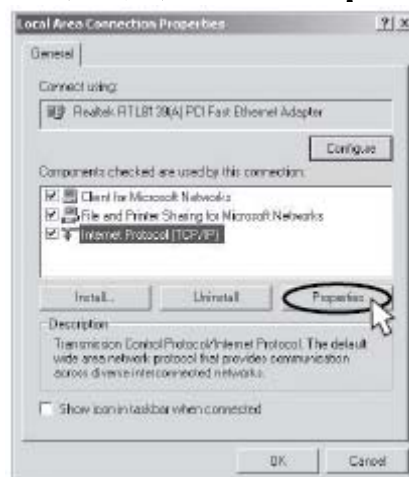 Local Area Connection Properties ? x
General
Connect using:
Realtek RTL8139(A) PCI Fast Ethernet Adapter
Configure
Components checked are used by this connection:
Client for Microsoft Networks
File and Printer Sharing for Microsoft Networks
Internet Protocol (TCP/IP)
Install... Uninstall Properties
Description
Transmission Control Protocol/Internet Protocol. The default
wide area network protocol that provides communication
across diverse interconnected networks.
Show icon in taskbar when connected
OK Cancel